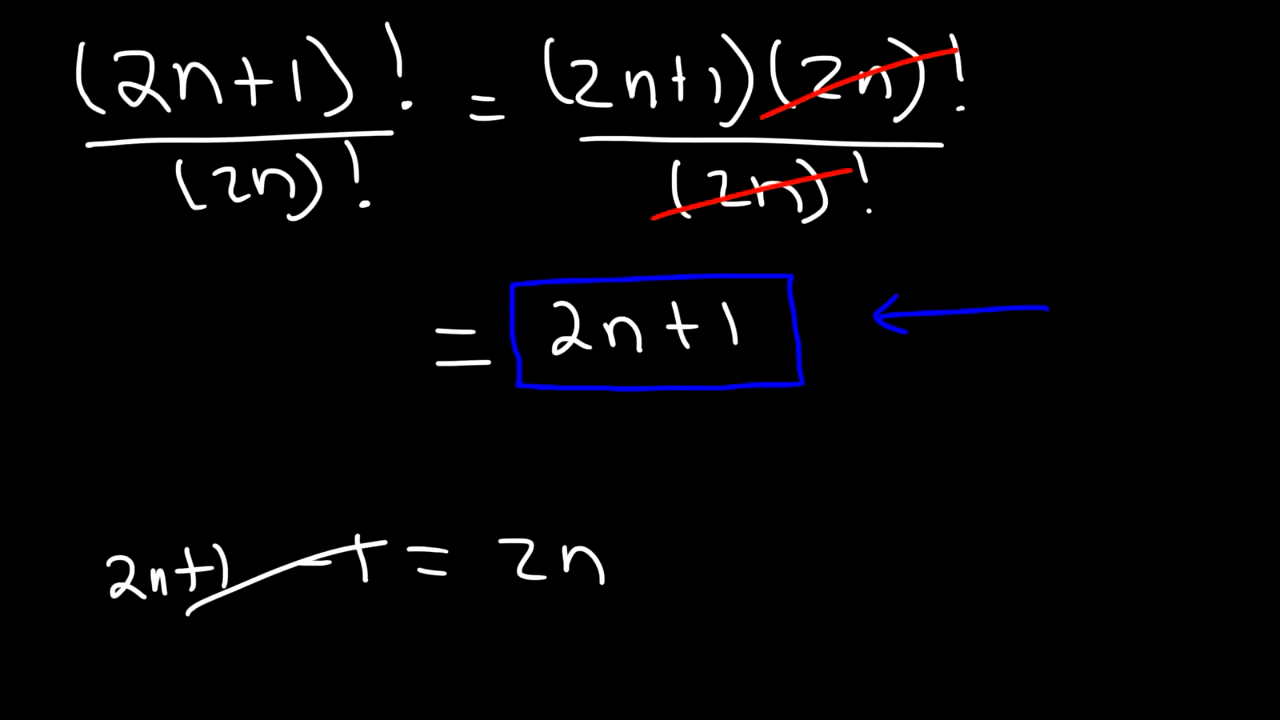 (2n+1)! / (2n)! = (2n+1)(2n)! / (2n)!
= 2n+1
2n+1 - 1 = 2n